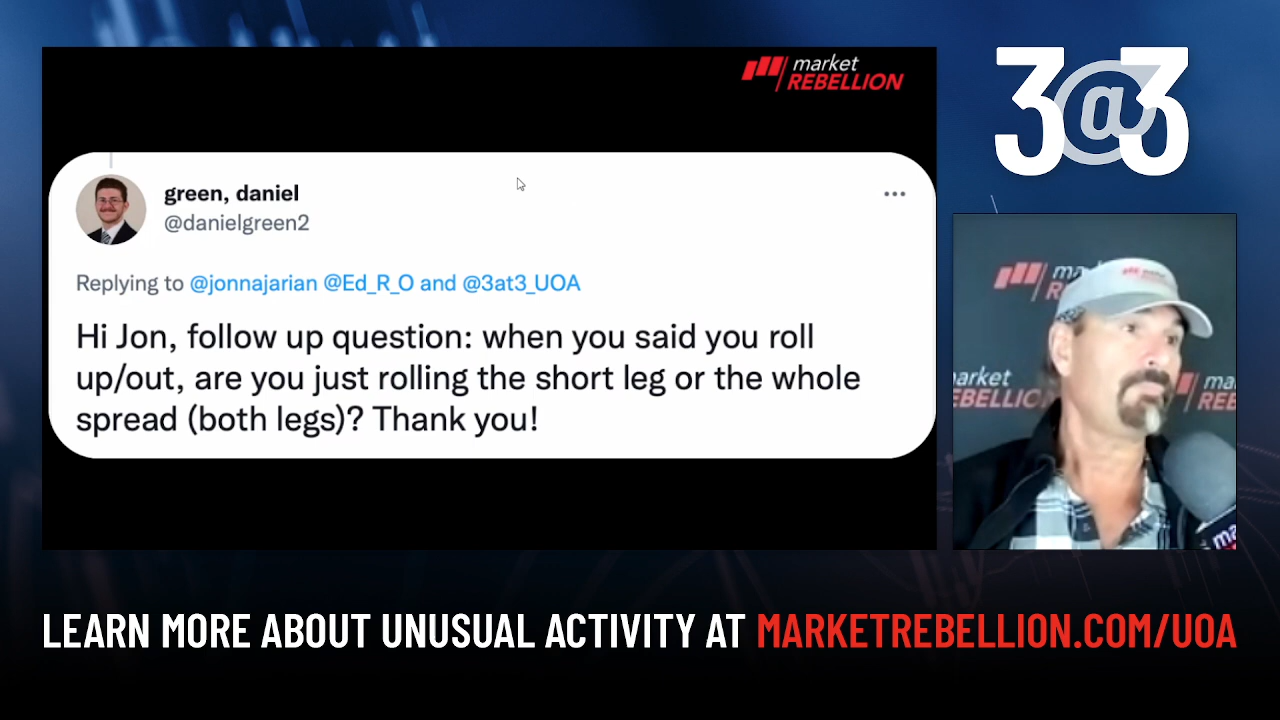 market
REBELLION
3@3
green, daniel
@danielgreen2
Replying to @jonnajarian @Ed_R_O and @3at3_UOA
Hi Jon, follow up question: when you said you roll
up/out, are you just rolling the short leg or the whole
spread (both legs)? Thank you!
LEARN MORE ABOUT UNUSUAL ACTIVITY AT MARKETREBELLION.COM/UOA